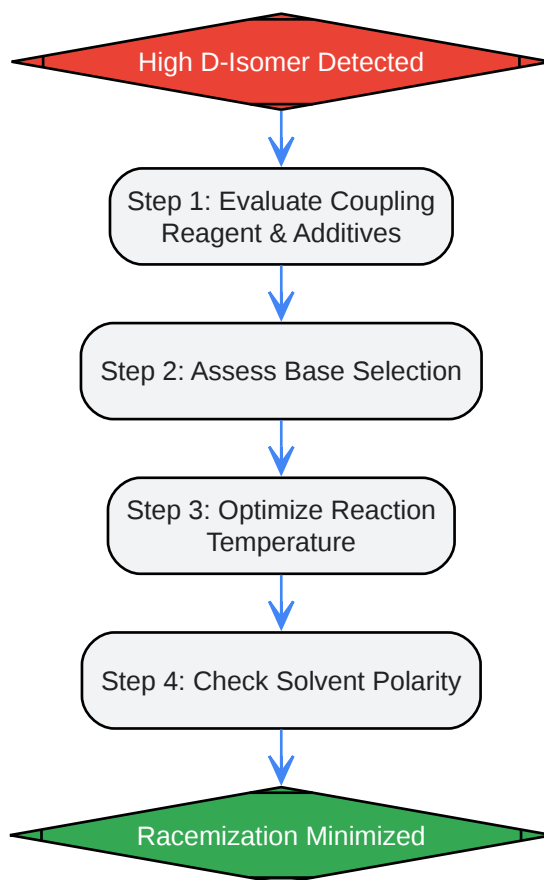 High D-Isomer Detected
Step 1: Evaluate Coupling
Reagent & Additives
Step 2: Assess Base Selection
Step 3: Optimize Reaction
Temperature
Step 4: Check Solvent Polarity
Racemization Minimized